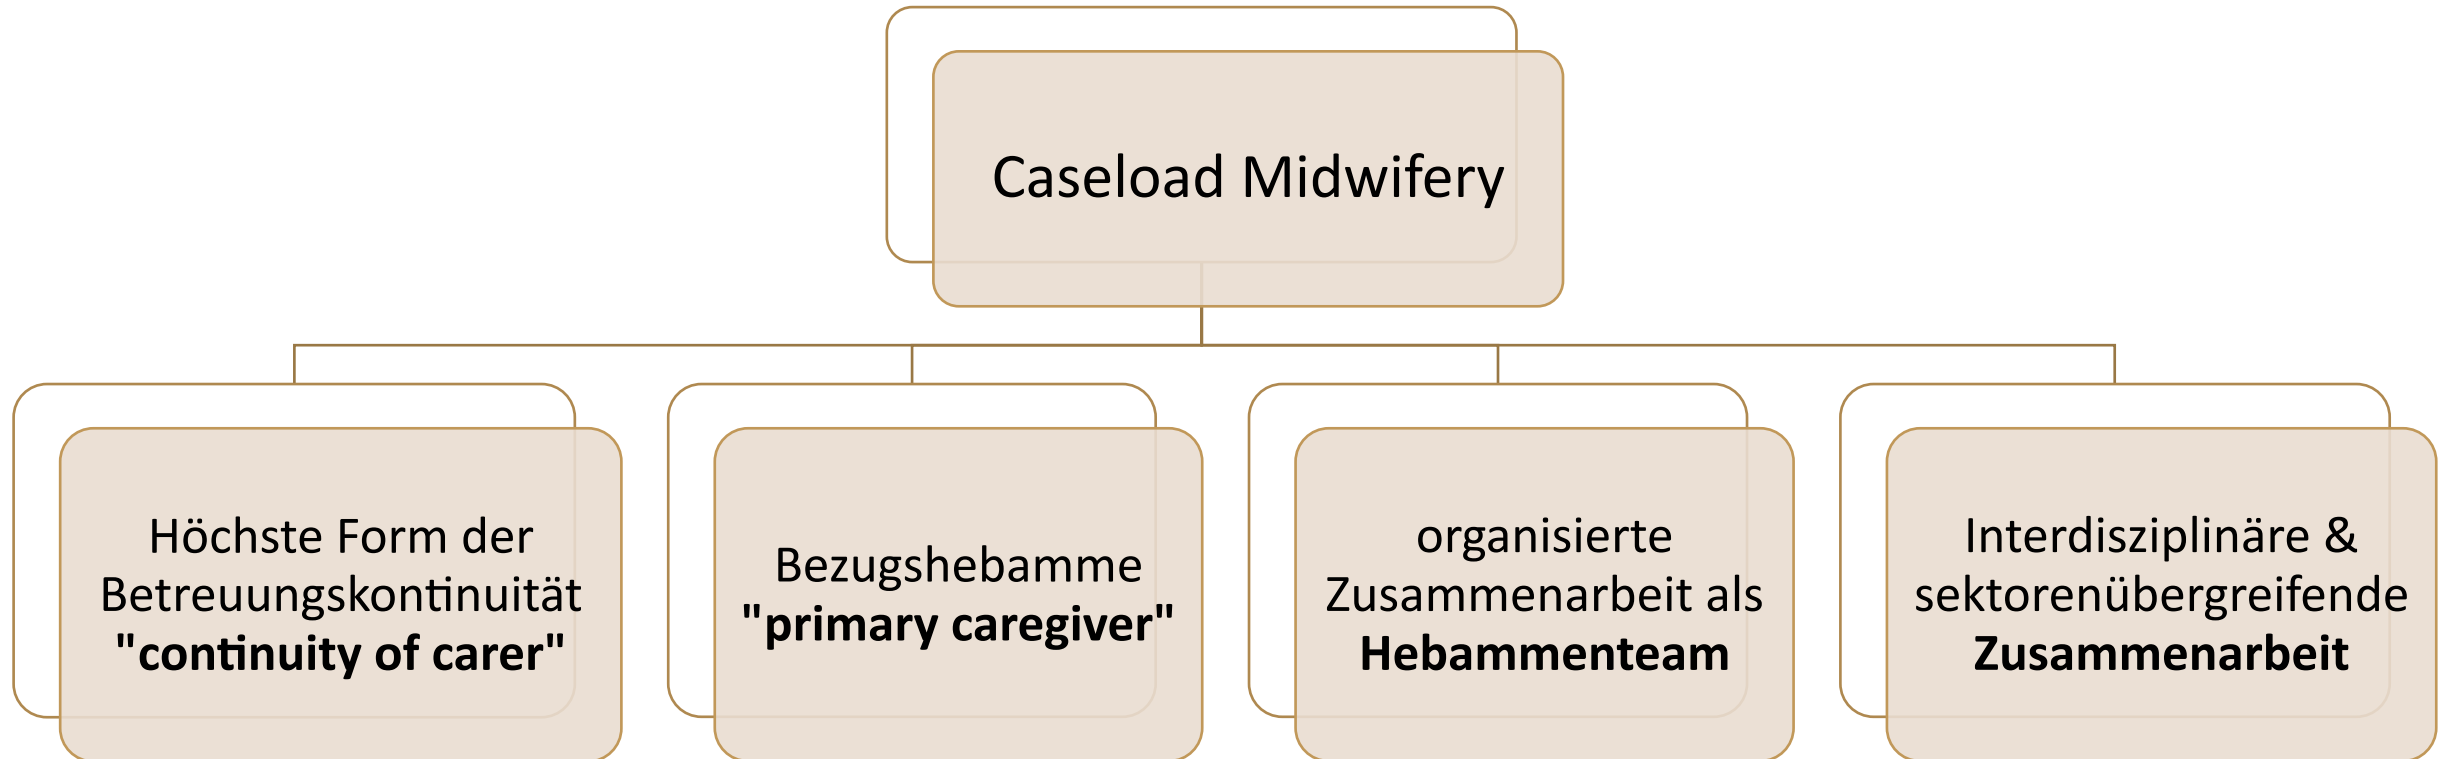 Caseload Midwifery
Höchste Form der
Betreuungskontinuität
"continuity of carer"
Bezugshebamme
"primary caregiver"
organisierte
Zusammenarbeit als
Hebammenteam
Interdisziplinäre &
sektorenübergreifende
Zusammenarbeit